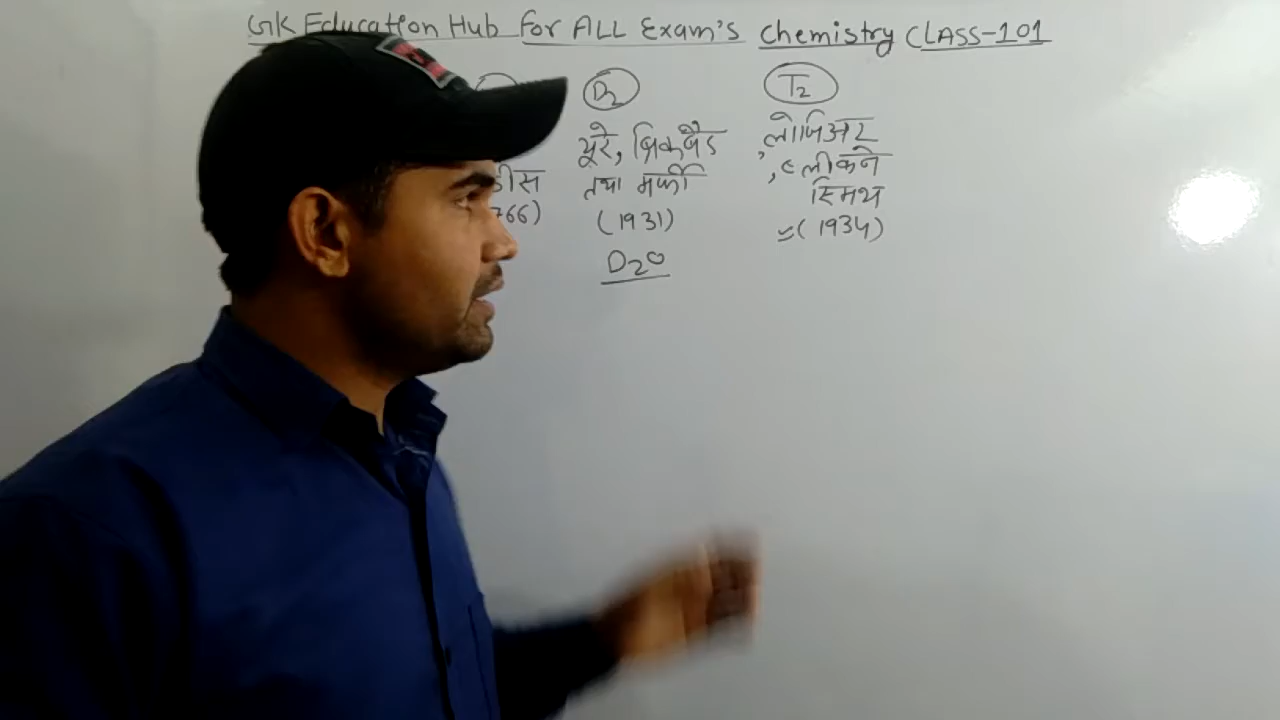 GK Education Hub for ALL Exam's Chemistry CLASS-101
D2 T2
यूरे, ब्रिकवैड लोजिअर
तथा मर्फी , हलीकने
(1931) स्मिथ
D2O (1934)